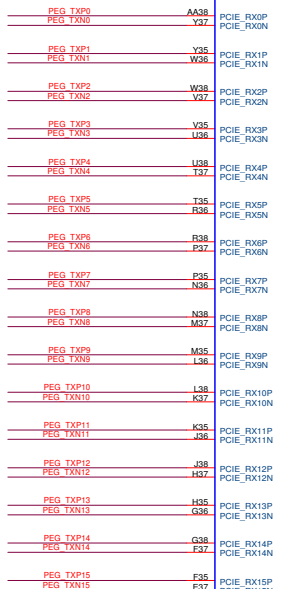 PEG_TXP0 AA38 PCIE_RX0P
PEG_TXN0 Y37 PCIE_RX0N
PEG_TXP1 Y35 PCIE_RX1P
PEG_TXN1 W36 PCIE_RX1N
PEG_TXP2 W38 PCIE_RX2P
PEG_TXN2 V37 PCIE_RX2N
PEG_TXP3 V35 PCIE_RX3P
PEG_TXN3 U36 PCIE_RX3N
PEG_TXP4 U38 PCIE_RX4P
PEG_TXN4 T37 PCIE_RX4N
PEG_TXP5 T35 PCIE_RX5P
PEG_TXN5 R36 PCIE_RX5N
PEG_TXP6 R38 PCIE_RX6P
PEG_TXN6 P37 PCIE_RX6N
PEG_TXP7 P35 PCIE_RX7P
PEG_TXN7 N36 PCIE_RX7N
PEG_TXP8 N38 PCIE_RX8P
PEG_TXN8 M37 PCIE_RX8N
PEG_TXP9 M35 PCIE_RX9P
PEG_TXN9 L36 PCIE_RX9N
PEG_TXP10 L38 PCIE_RX10P
PEG_TXN10 K37 PCIE_RX10N
PEG_TXP11 K35 PCIE_RX11P
PEG_TXN11 J36 PCIE_RX11N
PEG_TXP12 J38 PCIE_RX12P
PEG_TXN12 H37 PCIE_RX12N
PEG_TXP13 H35 PCIE_RX13P
PEG_TXN13 G36 PCIE_RX13N
PEG_TXP14 G38 PCIE_RX14P
PEG_TXN14 F37 PCIE_RX14N
PEG_TXP15 F35 PCIE_RX15P
PEG_TXN15 E37